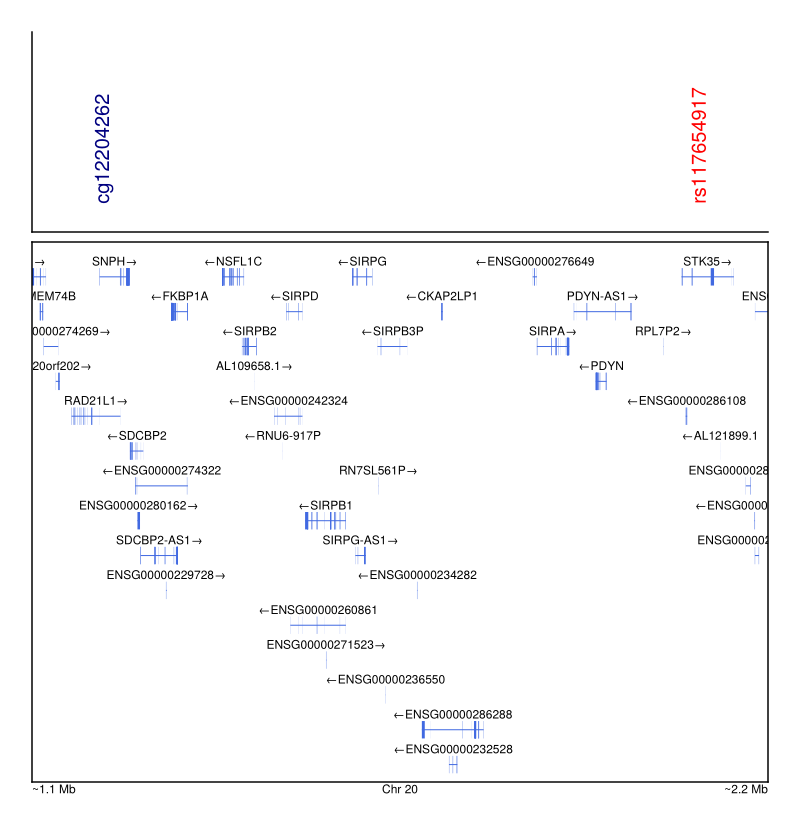 cg12204262
rs117654917
→ SNPH→ ←NSFL1C ←SIRPG ←ENSG00000276649 STK35→
MEM74B ←FKBP1A ←SIRPD ←CKAP2LP1 PDYN-AS1→ ENS
0000274269→ ←SIRPB2 ←SIRPB3P SIRPA→ RPL7P2→
20orf202→ AL109658.1→ ←PDYN
RAD21L1→ ←ENSG00000242324 ←ENSG00000286108
←SDCBP2 ←RNU6-917P ←AL121899.1
←ENSG00000274322 RN7SL561P→ ENSG0000028
ENSG00000280162→ ←SIRPB1 ←ENSG0000
SDCBP2-AS1→ SIRPG-AS1→ ENSG000002
ENSG00000229728→ ←ENSG00000234282
←ENSG00000260861
ENSG00000271523→
←ENSG00000236550
←ENSG00000286288
←ENSG00000232528
~1.1 Mb Chr 20 ~2.2 Mb